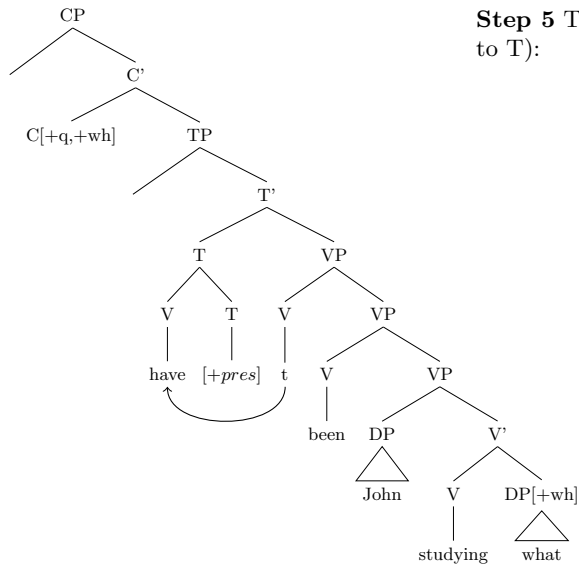 CP
Step 5 T
to T):
C'
C[+q,+wh] TP
T'
T VP
V T V VP
have [+pres] t V VP
been DP V'
John V DP[+wh]
studying what